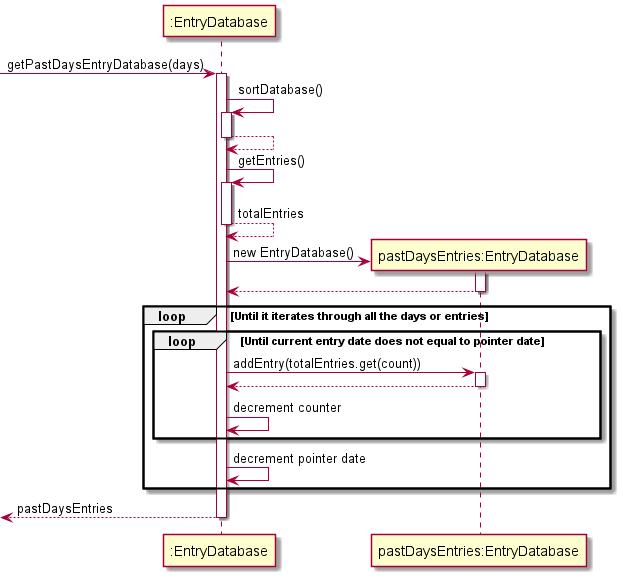 :EntryDatabase
getPastDaysEntryDatabase(days)
sortDatabase()
getEntries()
totalEntries
new EntryDatabase()
pastDaysEntries:EntryDatabase
loop [Until it iterates through all the days or entries]
loop [Until current entry date does not equal to pointer date]
addEntry(totalEntries.get(count))
decrement counter
decrement pointer date
pastDaysEntries
:EntryDatabase pastDaysEntries:EntryDatabase